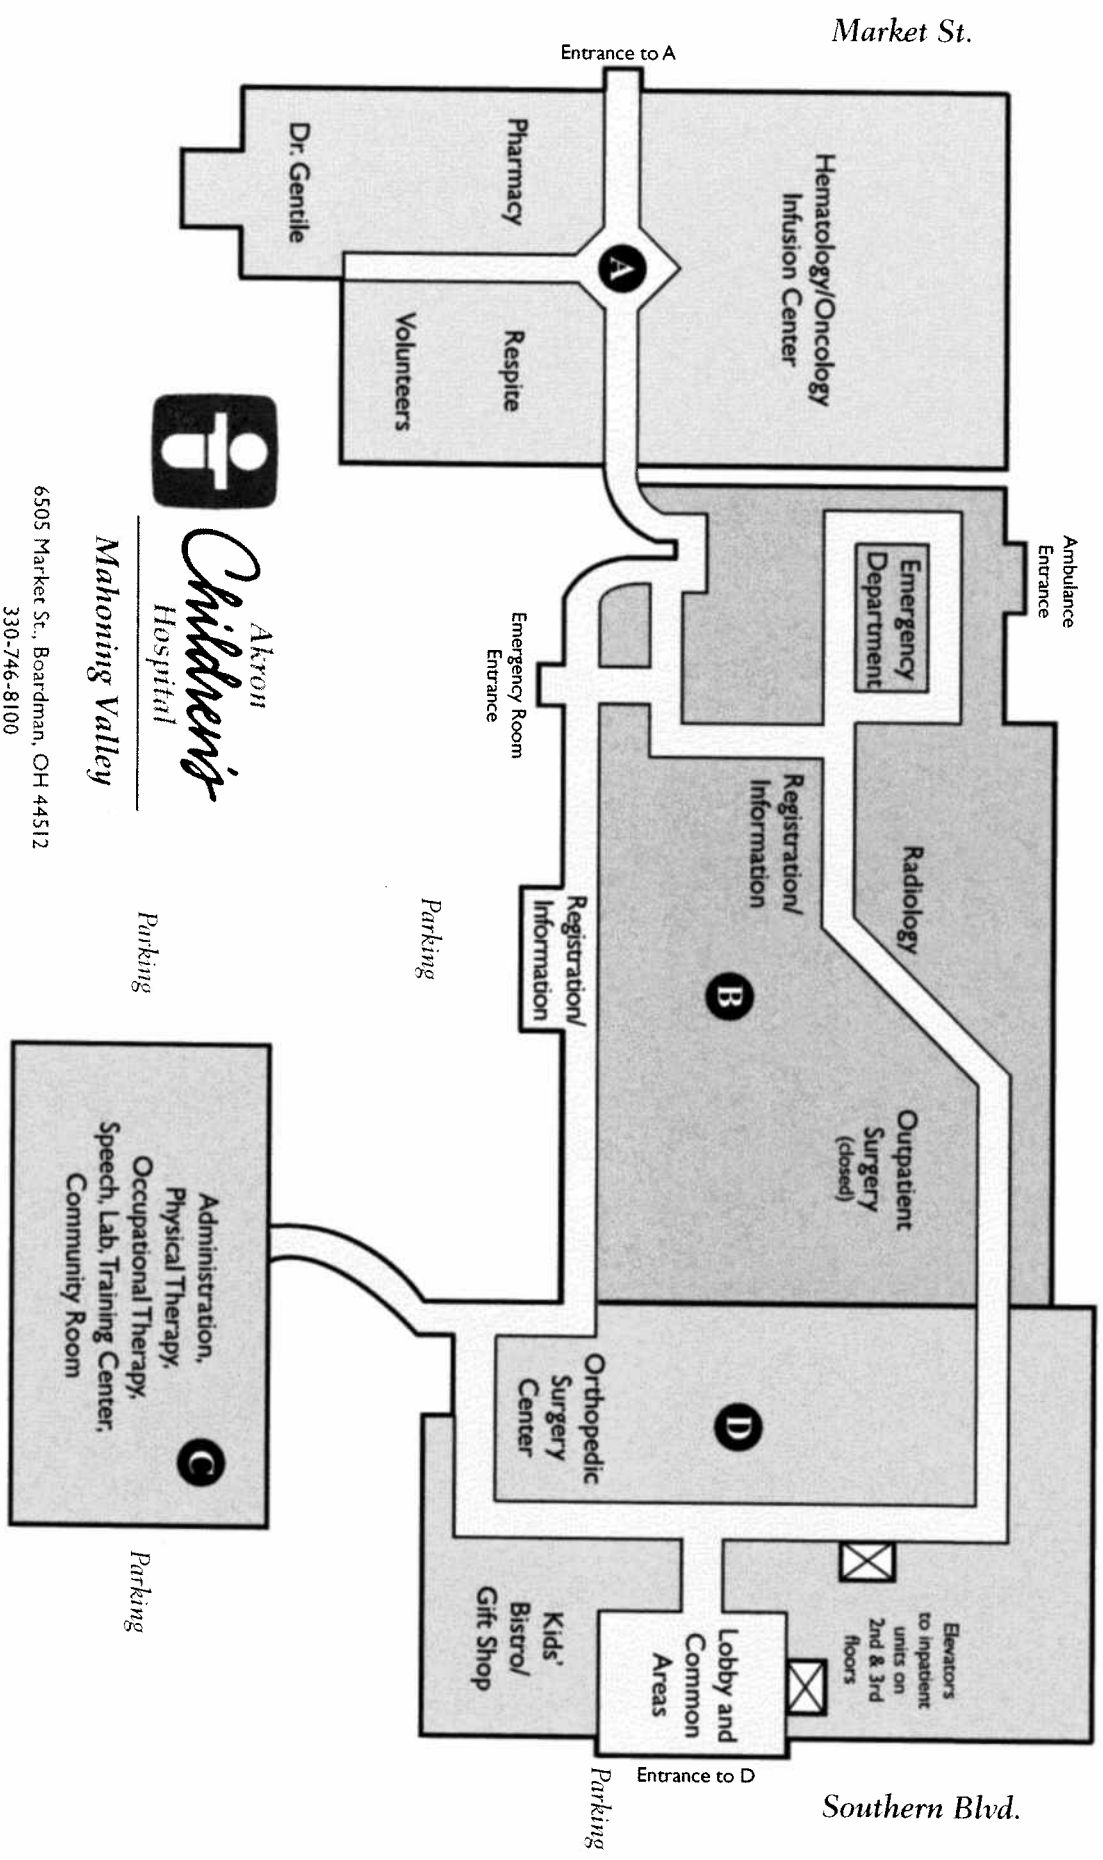 Market St.
Entrance to A
Hematology/Oncology
Infusion Center
Pharmacy
Dr. Gentile
A
Respite
Volunteers
Ambulance
Entrance
Emergency
Department
Emergency Room
Entrance
Registration/
Information
Radiology
B
Registration/
Information
Outpatient
Surgery
(closed)
Akron
Children's
Hospital
Mahoning Valley
6505 Market St., Boardman, OH 44512
330-746-8100
Parking
Parking
Administration,
Physical Therapy,
Occupational Therapy,
Speech, Lab, Training Center,
Community Room
C
Parking
D
Orthopedic
Surgery
Center
Kids'
Bistro/
Gift Shop
Lobby and
Common
Areas
Elevators
to inpatient
units on
2nd & 3rd
floors
Entrance to D
Parking
Southern Blvd.